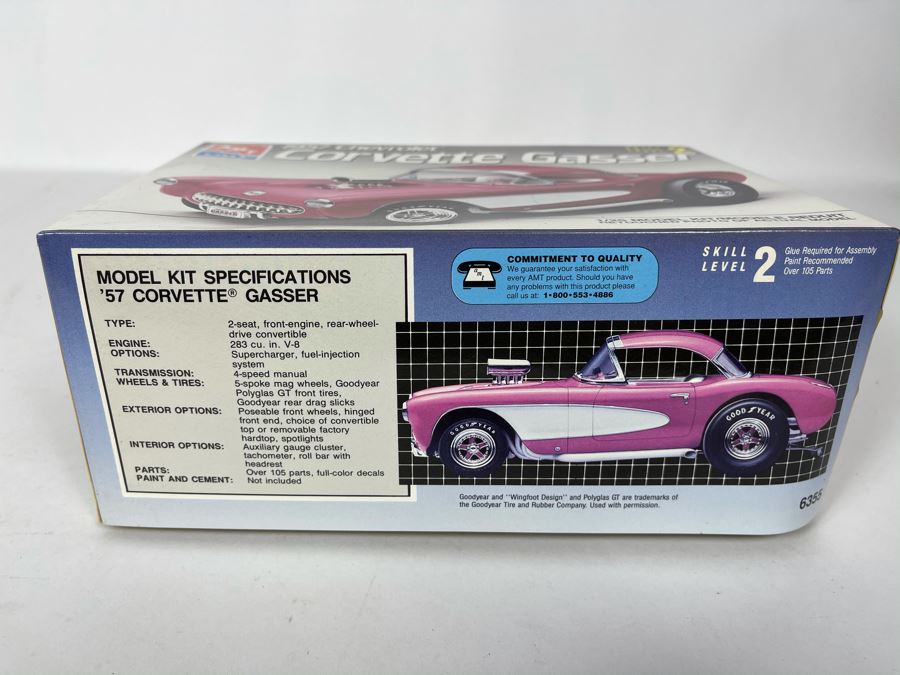 AMT
1957 Chevrolet
Corvette Gasser
MODEL KIT SPECIFICATIONS
'57 CORVETTE® GASSER
TYPE: 2-seat, front-engine, rear-wheel-
drive convertible
ENGINE: 283 cu. in. V-8
OPTIONS: Supercharger, fuel-injection
system
TRANSMISSION: 4-speed manual
WHEELS & TIRES: 5-spoke mag wheels, Goodyear
Polyglas GT front tires,
Goodyear rear drag slicks
EXTERIOR OPTIONS: Poseable front wheels, hinged
front end, choice of convertible
top or removable factory
hardtop, spotlights
INTERIOR OPTIONS: Auxiliary gauge cluster,
tachometer, roll bar with
headrest
PARTS: Over 105 parts, full-color decals
PAINT AND CEMENT: Not included
COMMITMENT TO QUALITY
We guarantee your satisfaction with
every AMT product. Should you have
any problems with this product please
call us at: 1•800•553•4886
SKILL
LEVEL 2
Glue Required for Assembly
Paint Recommended
Over 105 Parts
GOODYEAR
GOODYEAR
Goodyear and "Wingfoot Design" and Polyglas GT are trademarks of
the Goodyear Tire and Rubber Company. Used with permission.
6355